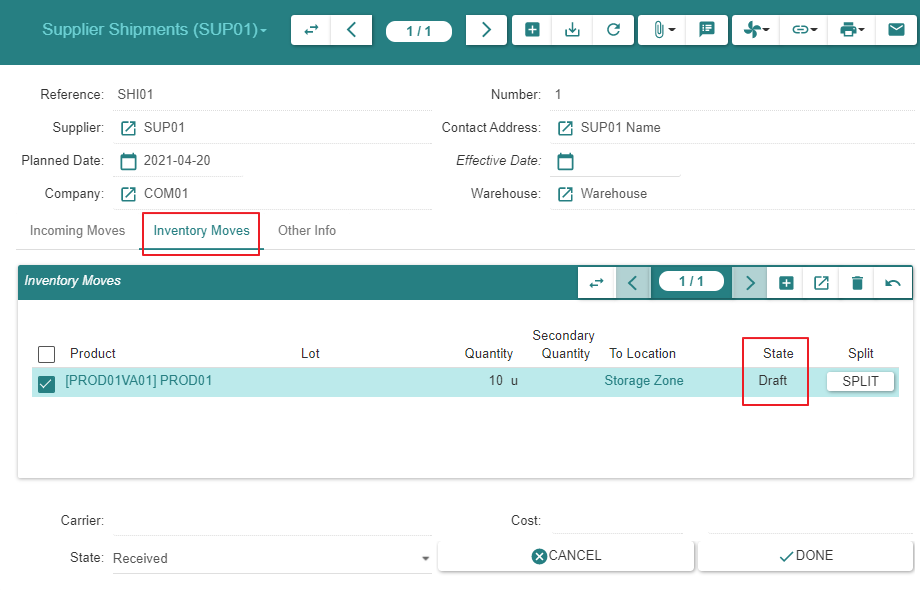 Supplier Shipments (SUP01)
1 / 1
Reference: SHI01 Number: 1
Supplier: SUP01 Contact Address: SUP01 Name
Planned Date: 2021-04-20 Effective Date:
Company: COM01 Warehouse: Warehouse
Incoming Moves Inventory Moves Other Info
Inventory Moves 1 / 1
Product Lot Quantity Secondary Quantity To Location State Split
[PROD01VA01] PROD01 10 u Storage Zone Draft SPLIT
Carrier: Cost:
State: Received CANCEL DONE